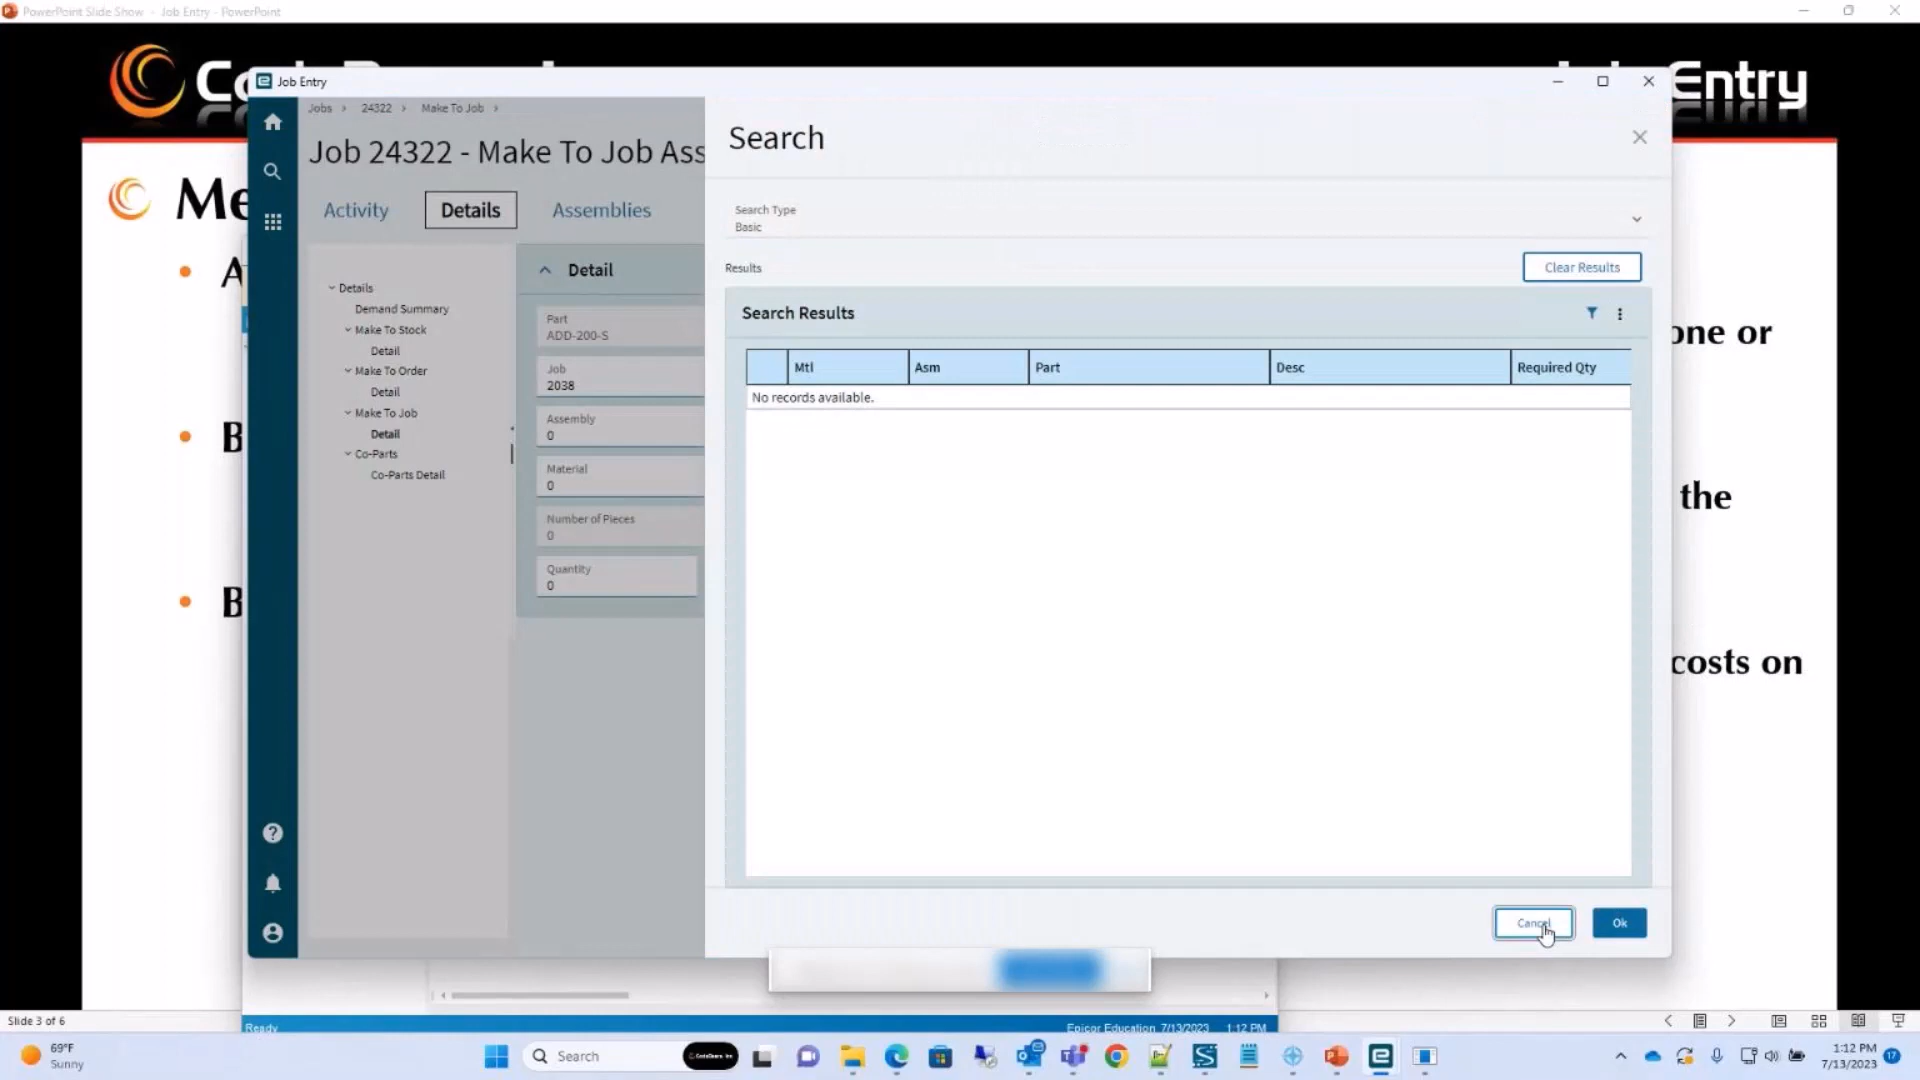 PowerPoint Slide Show - Job Entry - PowerPoint
Entry
Job Entry
Jobs > 24322 > Make To Job >
Job 24322 - Make To Job Ass
Activity
Details
Assemblies
Details
Demand Summary
Make To Stock
Detail
Make To Order
Detail
Make To Job
Detail
Co-Parts
Co-Parts Detail
Detail
Part
ADD-200-S
Job
2038
Assembly
0
Material
0
Number of Pieces
0
Quantity
0
Search
Search Type
Basic
Results
Clear Results
Search Results
Mtl
Asm
Part
Desc
Required Qty
No records available.
Cancel
Ok
Me
A
one or
B
the
B
costs on
Ready
Epicor Education 7/13/2023 1:12 PM
Slide 3 of 6
69°F
Sunny
Search
1:12 PM
7/13/2023
17